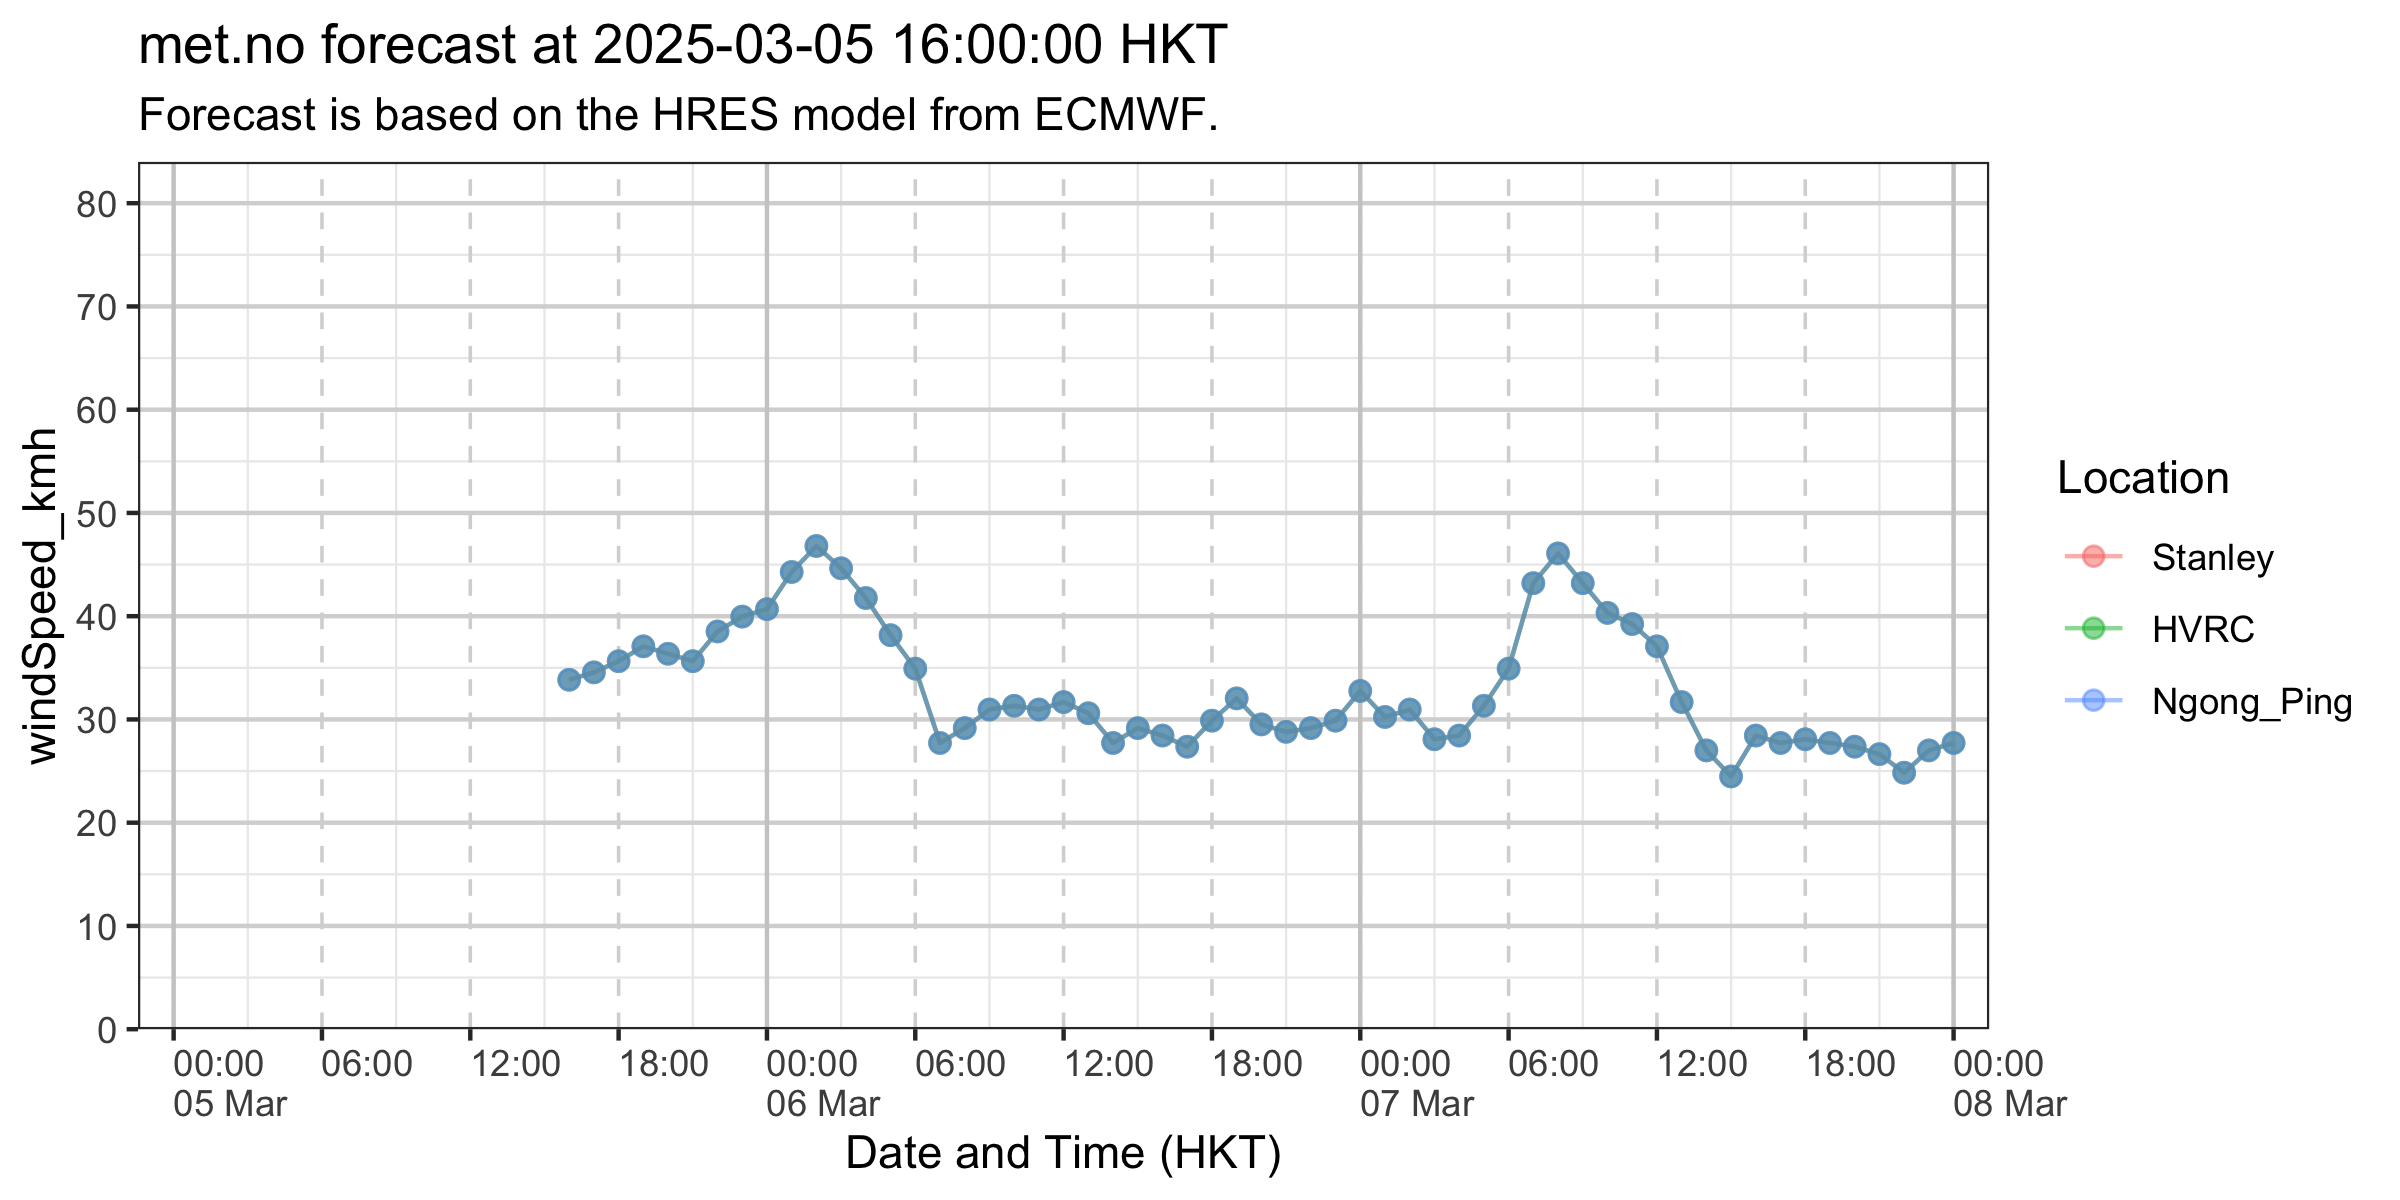 met.no forecast at 2025-03-05 16:00:00 HKT
Forecast is based on the HRES model from ECMWF.
windSpeed_kmh
80
70
60
50
40
30
20
10
0
00:00 06:00 12:00 18:00 00:00 06:00 12:00 18:00 00:00 06:00 12:00 18:00 00:00
05 Mar 06 Mar 07 Mar 08 Mar
Date and Time (HKT)
Location
Stanley
HVRC
Ngong_Ping